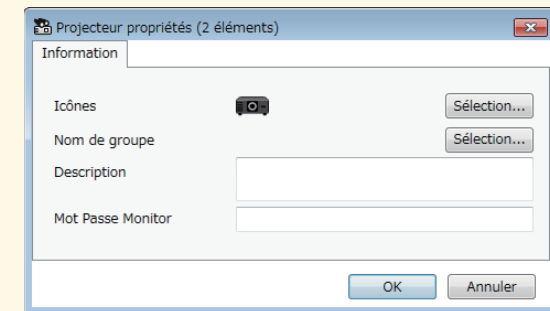 Projecteur propriétés (2 éléments)
Information
Icônes Sélection...
Nom de groupe Sélection...
Description
Mot Passe Monitor
OK Annuler